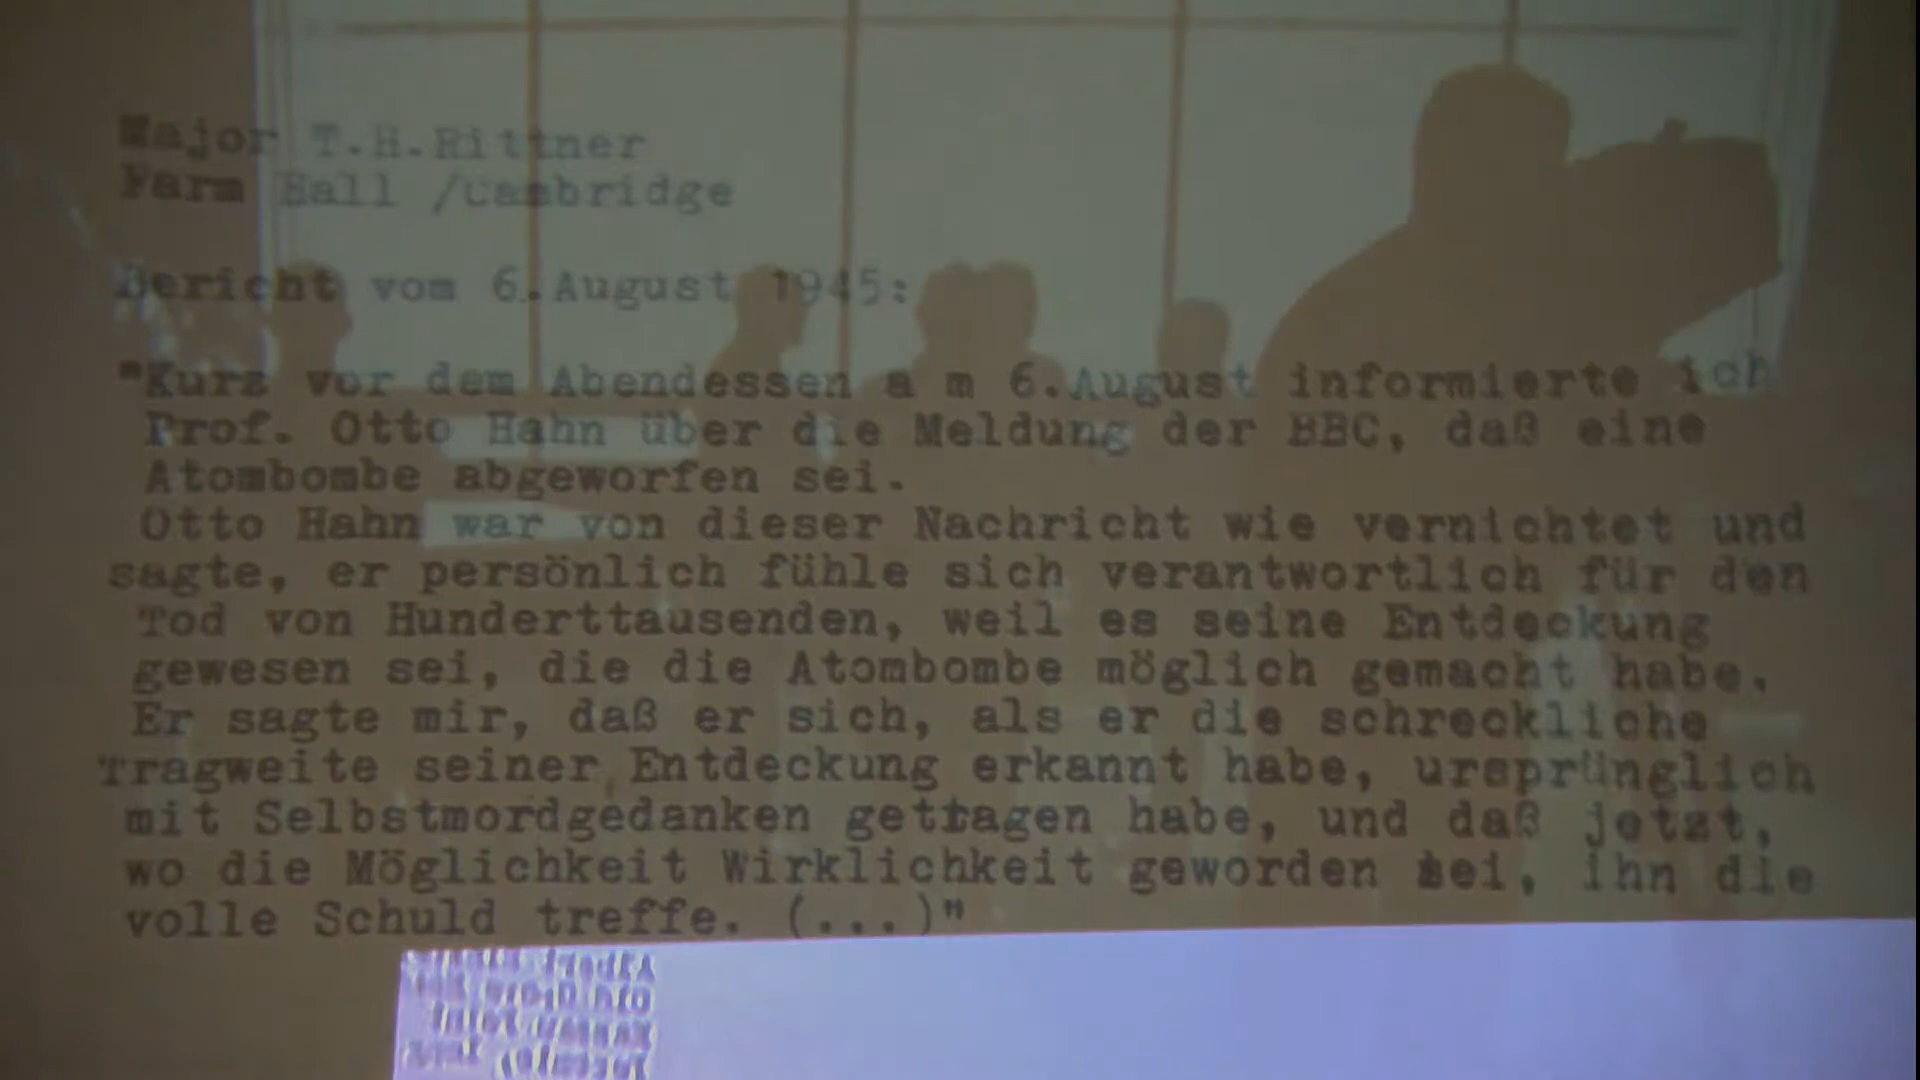 Major T.H.Rittner
Farm Hall /Cambridge
Bericht vom 6.August 1945:
"Kurz vor dem Abendessen a m 6.August informierte ich
Prof. Otto Hahn über die Meldung der BBC, daß eine
Atombombe abgeworfen sei.
Otto Hahn war von dieser Nachricht wie vernichtet und
sagte, er persönlich fühle sich verantwortlich für den
Tod von Hunderttausenden, weil es seine Entdeckung
gewesen sei, die die Atombombe möglich gemacht habe.
Er sagte mir, daß er sich, als er die schreckliche
Tragweite seiner Entdeckung erkannt habe, ursprünglich
mit Selbstmordgedanken getragen habe, und daß jetzt,
wo die Möglichkeit Wirklichkeit geworden sei, ihn die
volle Schuld treffe. (...)"